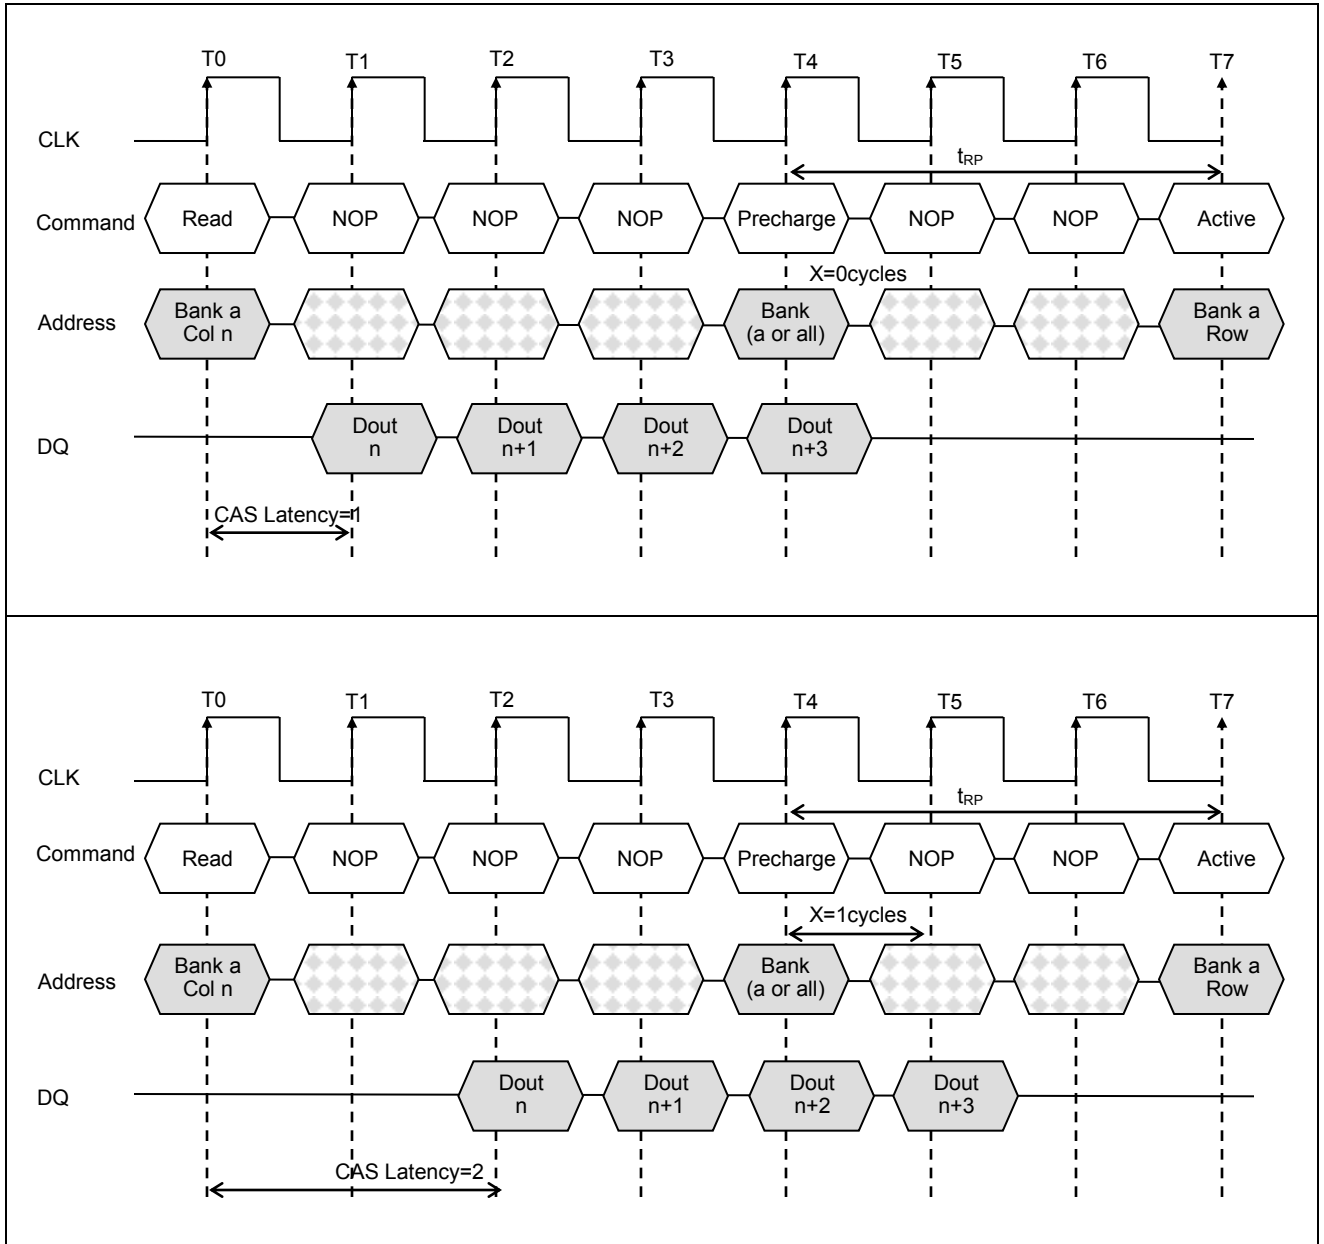 T0 T1 T2 T3 T4 T5 T6 T7
CLK
tRP
Command Read NOP NOP NOP Precharge NOP NOP Active
X=0cycles
Address Bank a Bank Bank a
Col n (a or all) Row
DQ Dout Dout Dout Dout
n n+1 n+2 n+3
CAS Latency=1
T0 T1 T2 T3 T4 T5 T6 T7
CLK
tRP
Command Read NOP NOP NOP Precharge NOP NOP Active
X=1cycles
Address Bank a Bank Bank a
Col n (a or all) Row
DQ Dout Dout Dout Dout
n n+1 n+2 n+3
CAS Latency=2